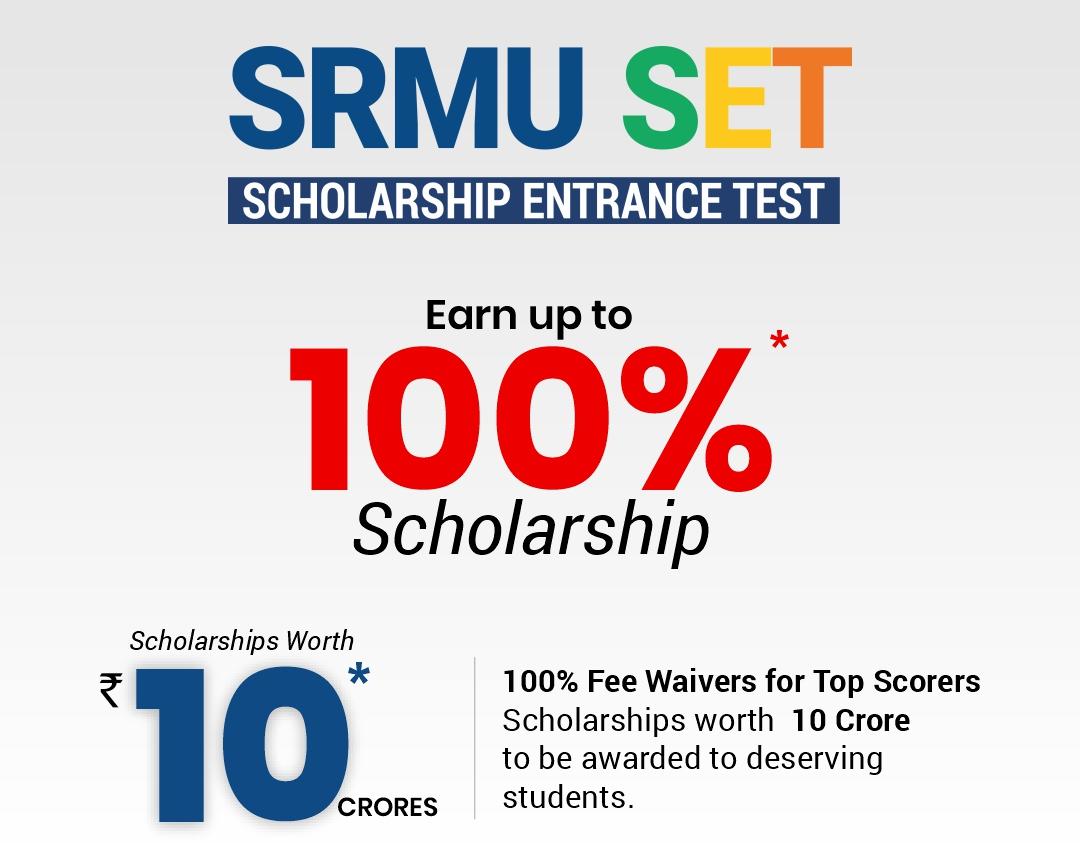 SRMU SET
SCHOLARSHIP ENTRANCE TEST
Earn up to
100%*
Scholarship
Scholarships Worth
₹10*
CRORES
100% Fee Waivers for Top Scorers
Scholarships worth 10 Crore
to be awarded to deserving
students.